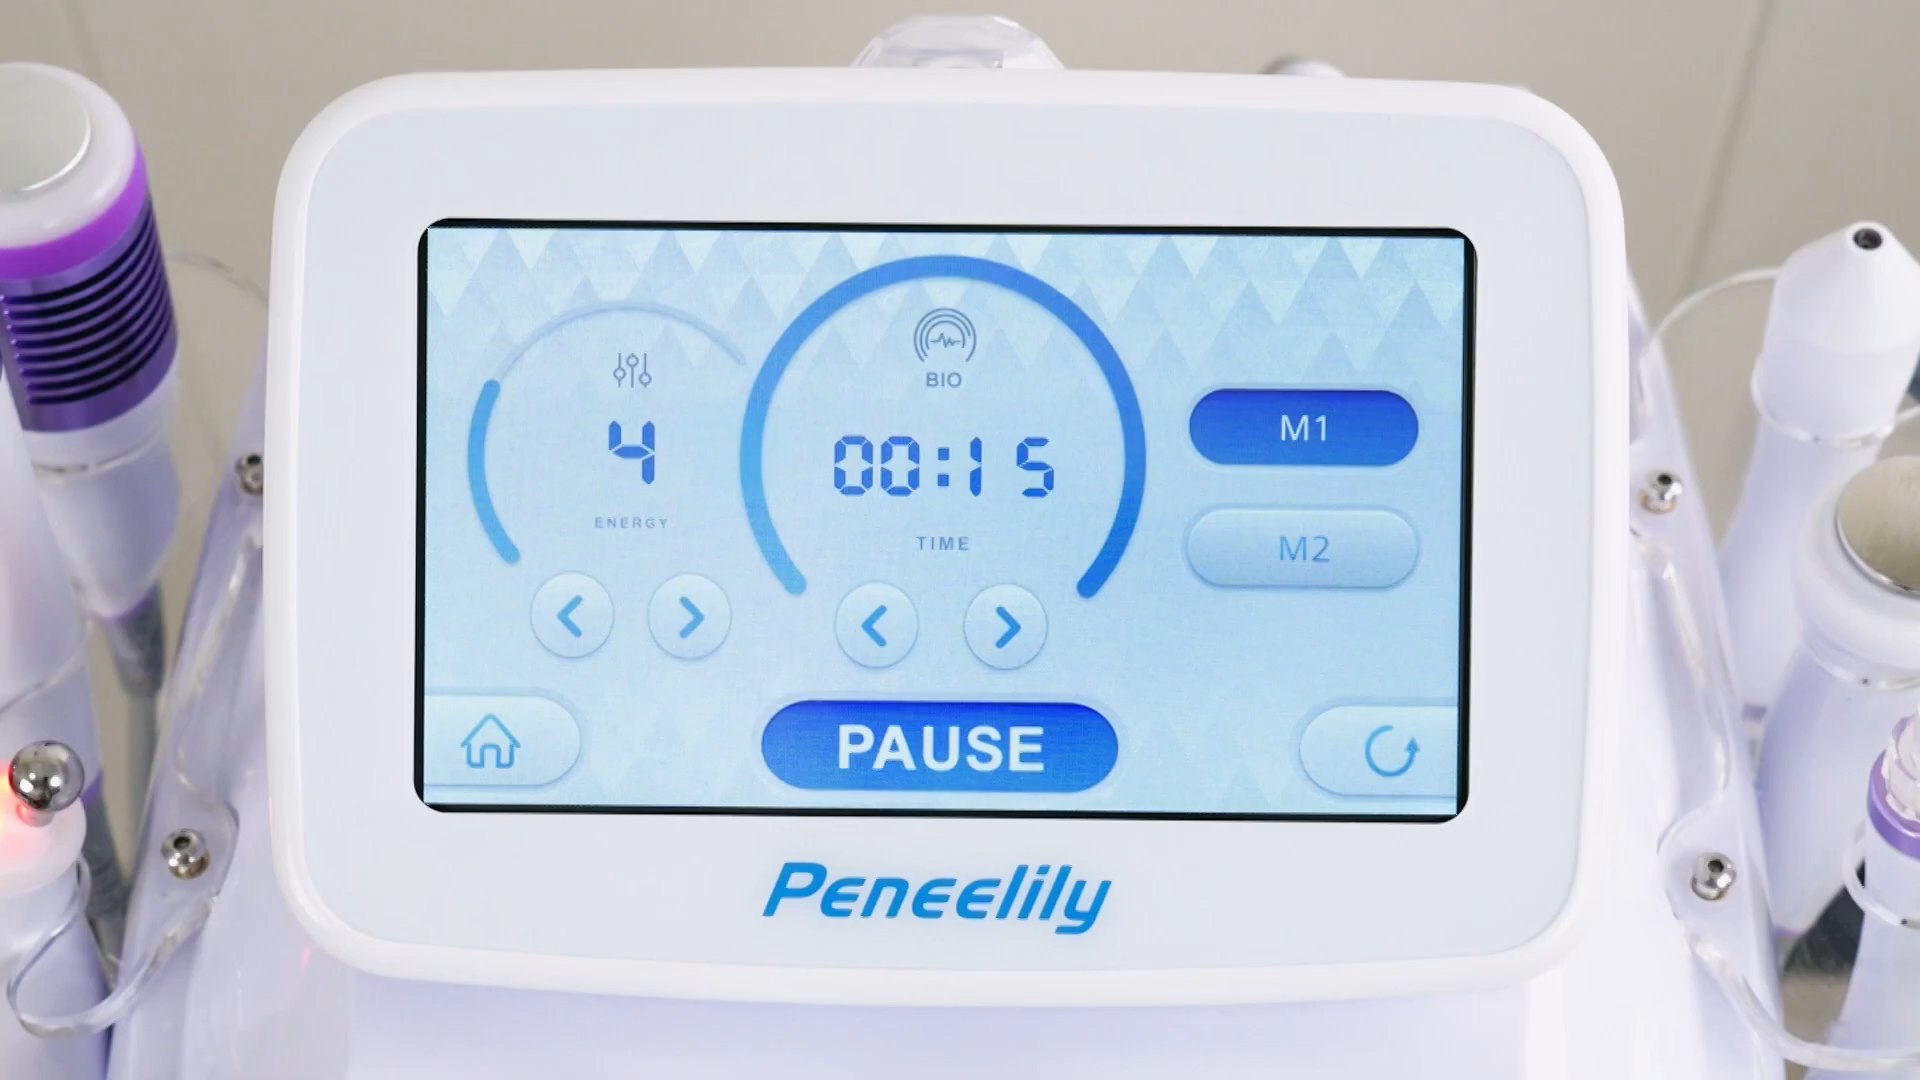 BIO
4
00:15
ENERGY
TIME
M1
M2
PAUSE
Peneelily